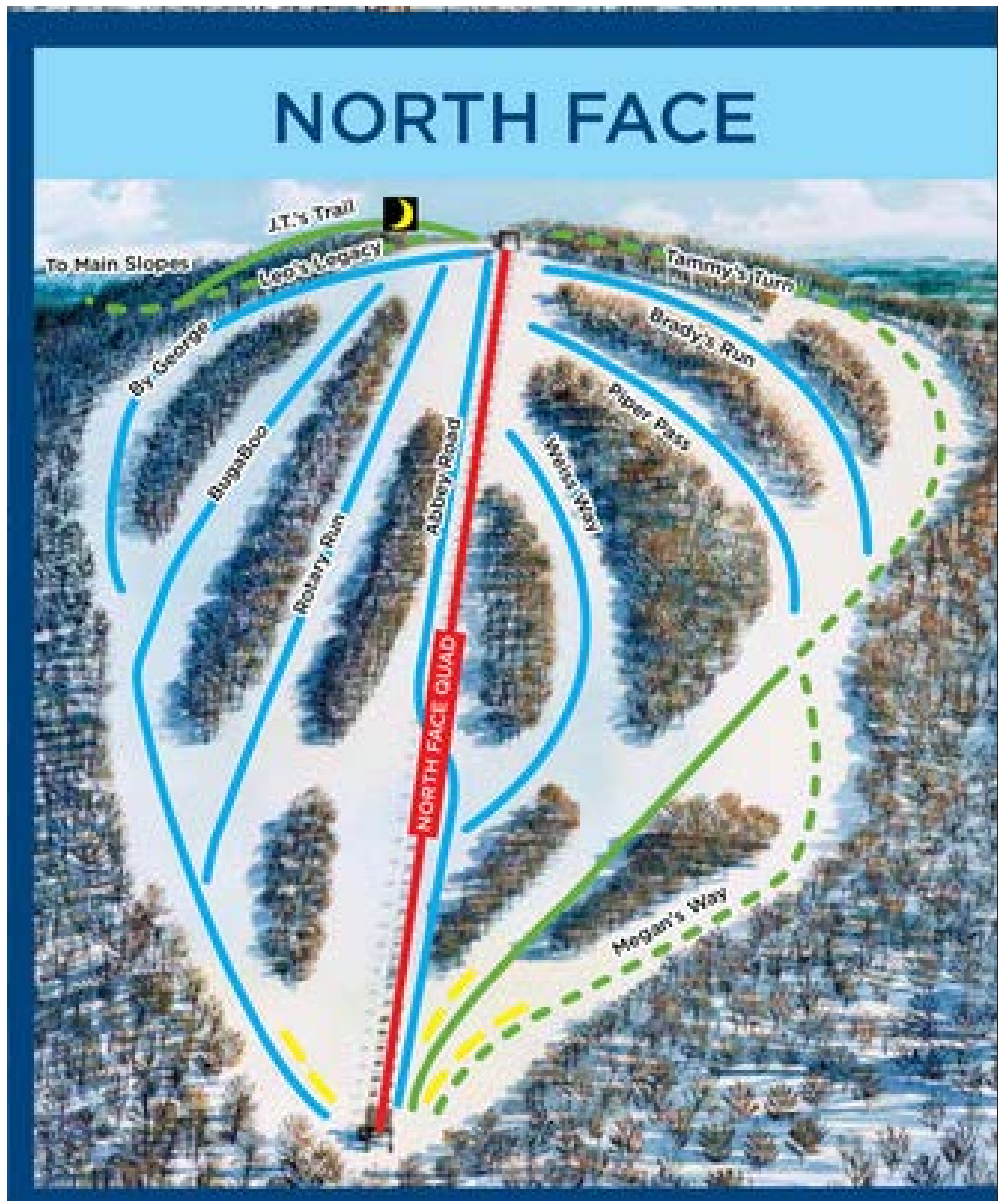 NORTH FACE
J.T.'s Trail
To Main Slopes
Leo's Legacy
Tammy's Turn
By George
Brady's Run
BugaBoo
Piper Pass
Abbey Road
Weiss Way
Rotary Run
NORTH FACE QUAD
Megan's Way